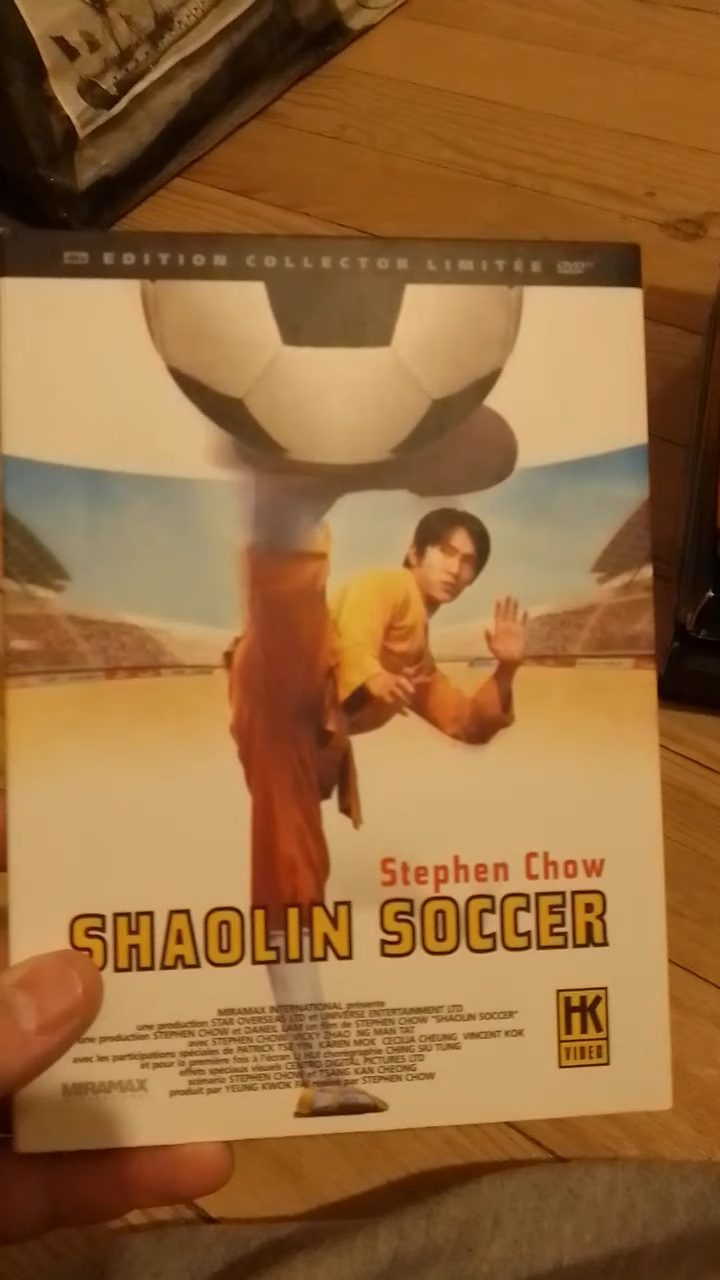 dts EDITION COLLECTOR LIMITÉE DVD
Stephen Chow
SHAOLIN SOCCER
MIRAMAX INTERNATIONAL présente
une production STAR OVERSEAS LTD et UNIVERSE ENTERTAINMENT LTD
une production STEPHEN CHOW et DANIEL LAM un film de STEPHEN CHOW "SHAOLIN SOCCER"
avec STEPHEN CHOW VICKY ZHAO NG MAN TAT
avec les participations spéciales de PATRICK TSE YIN KAREN MOK CECILIA CHEUNG VINCENT KOK
et pour la première fois à l'écran LI HUI chorégraphie CHING SIU TUNG
effets spéciaux visuels CENTRO DIGITAL PICTURES LTD
scénario STEPHEN CHOW et TSANG KAN CHEONG
produit par YEUNG KWOK FAI réalisé par STEPHEN CHOW
MIRAMAX
HK
VIDEO